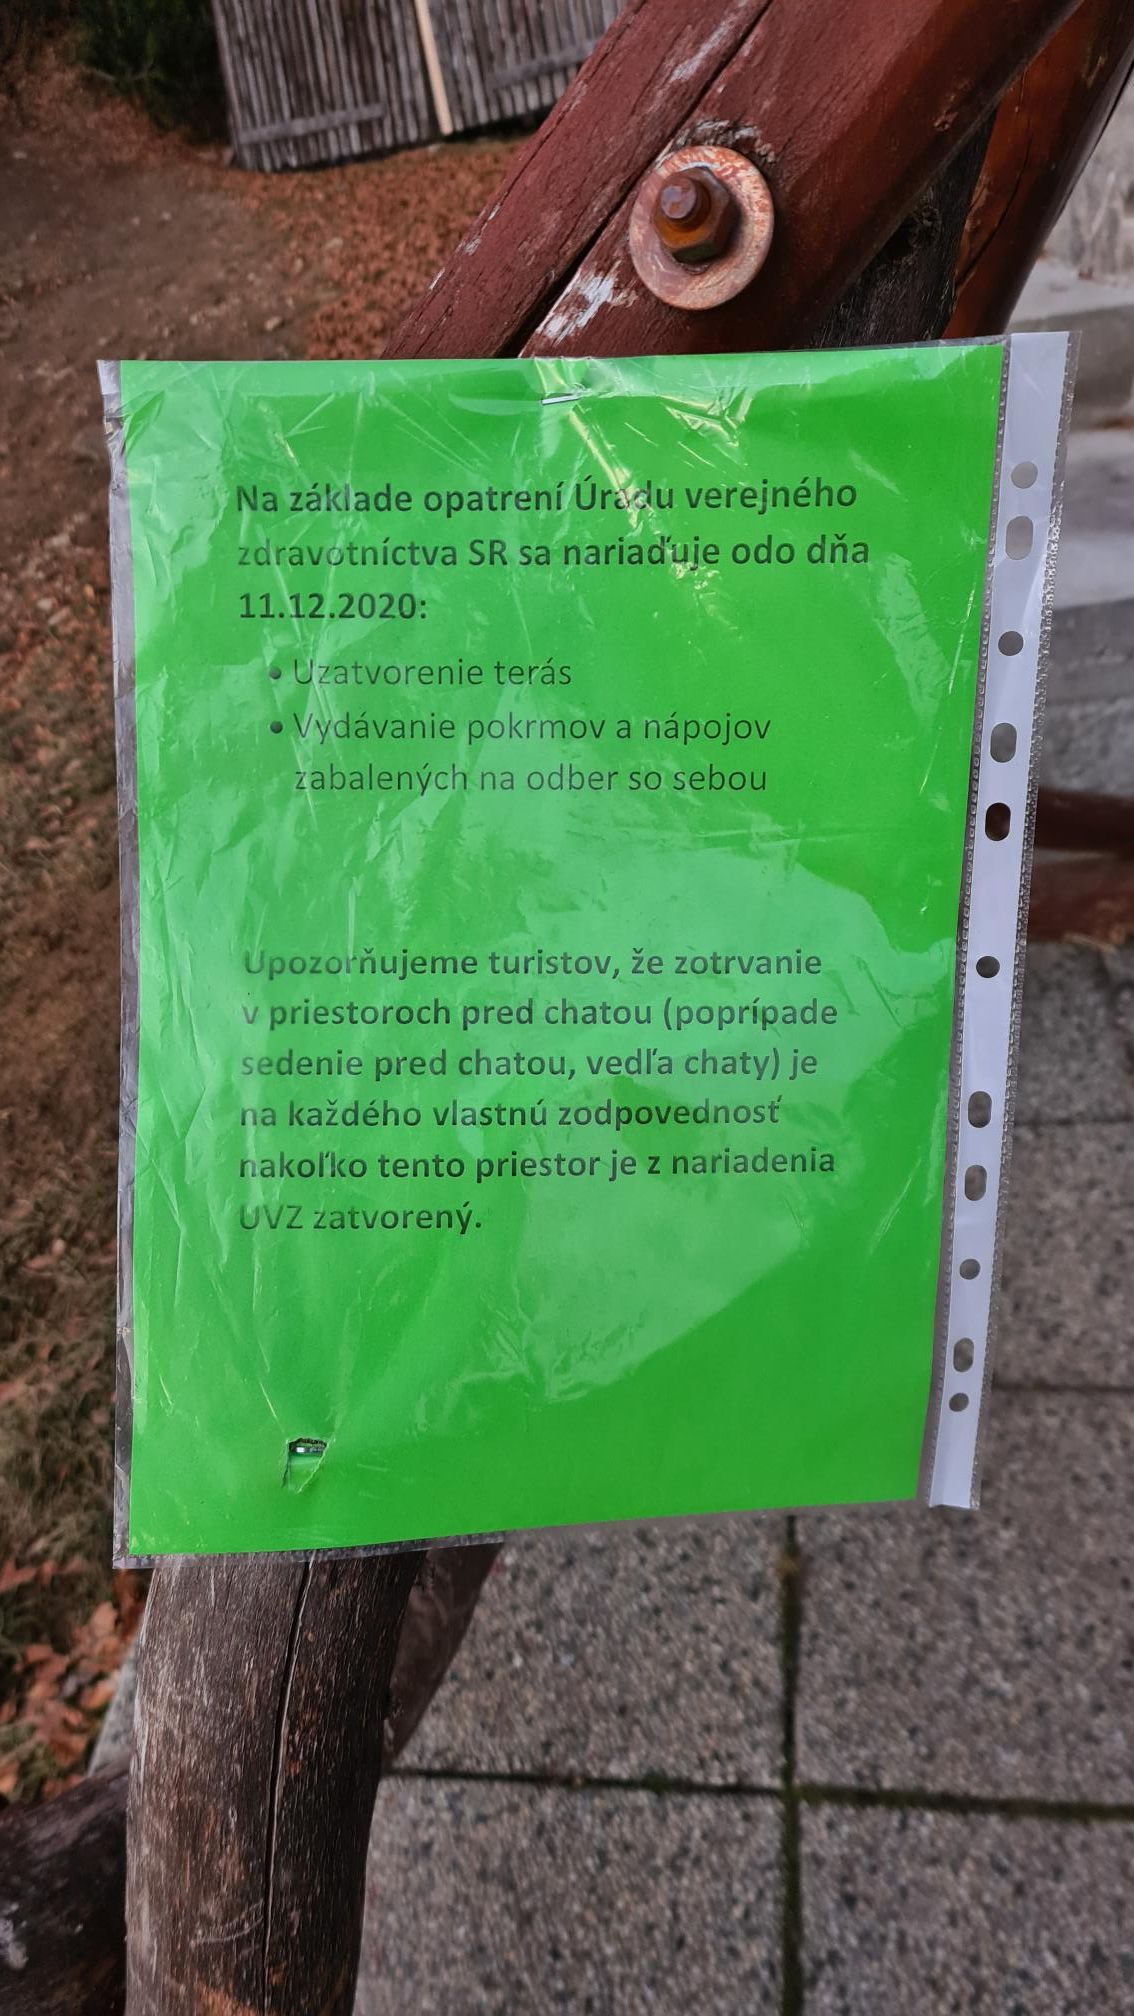 Na základe opatrení Úradu verejného
zdravotníctva SR sa nariaďuje odo dňa
11.12.2020:
• Uzatvorenie terás
• Vydávanie pokrmov a nápojov
zabalených na odber so sebou
Upozorňujeme turistov, že zotrvanie
v priestoroch pred chatou (poprípade
sedenie pred chatou, vedľa chaty) je
na každého vlastnú zodpovednosť
nakoľko tento priestor je z nariadenia
UVZ zatvorený.